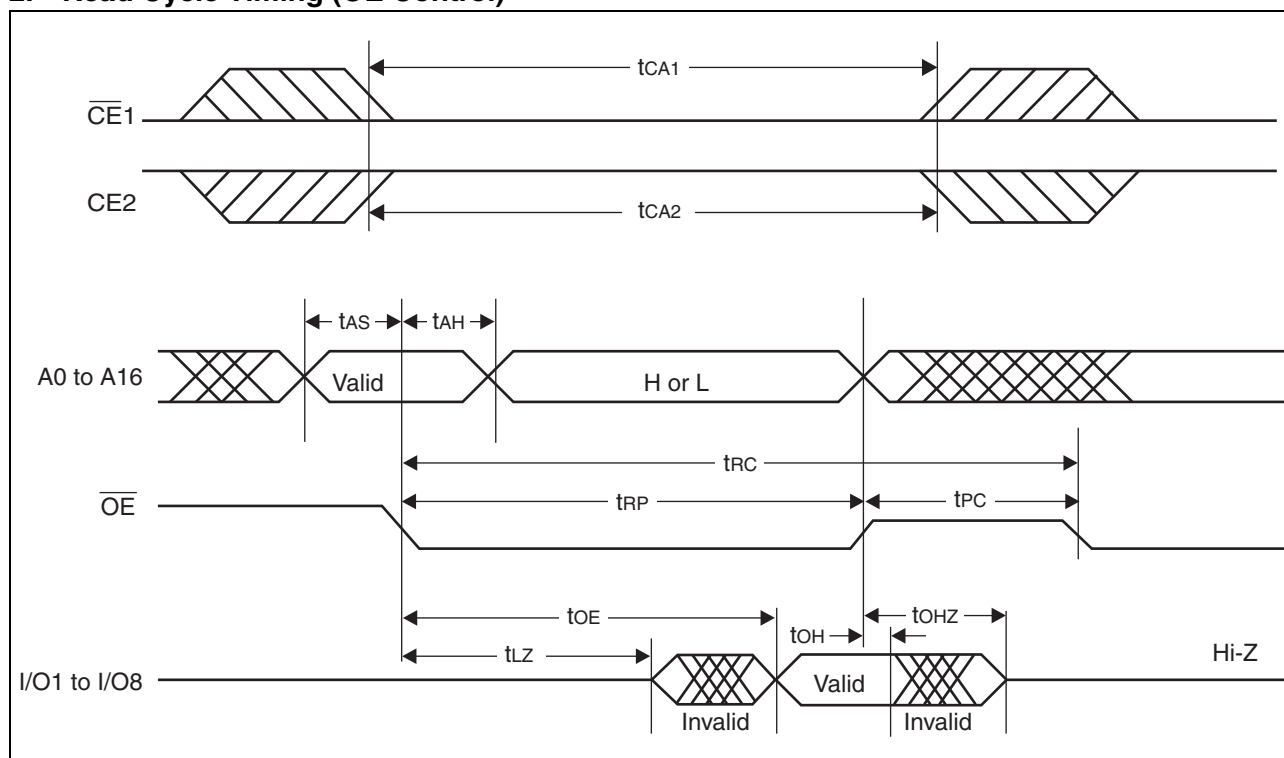 2. Read Cycle Timing (OE Control)
tCA1
CE1
CE2
tCA2
tAS
tAH
A0 to A16
Valid
H or L
tRC
OE
tRP
tPC
tOE
tOHZ
tOH
tLZ
Hi-Z
I/O1 to I/O8
Valid
Invalid
Invalid